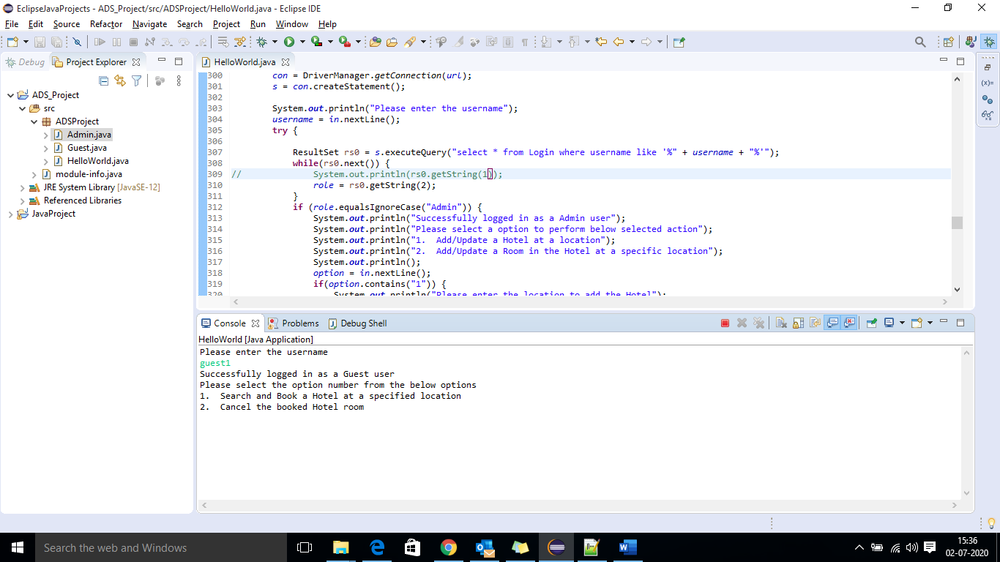 EclipseJavaProjects - ADS_Project/src/ADSProject/HelloWorld.java - Eclipse IDE
File Edit Source Refactor Navigate Search Project Run Window Help
Debug Project Explorer
ADS_Project
src
ADSProject
Admin.java
Guest.java
HelloWorld.java
module-info.java
JRE System Library [JavaSE-12]
Referenced Libraries
JavaProject
HelloWorld.java
300 con = DriverManager.getConnection(url);
301 s = con.createStatement();
302
303 System.out.println("Please enter the username");
304 username = in.nextLine();
305 try {
306
307 ResultSet rs0 = s.executeQuery("select * from Login where username like '%" + username + "%'");
308 while(rs0.next()) {
309 // System.out.println(rs0.getString(1));
310 role = rs0.getString(2);
311 }
312 if (role.equalsIgnoreCase("Admin")) {
313 System.out.println("Successfully logged in as a Admin user");
314 System.out.println("Please select a option to perform below selected action");
315 System.out.println("1.  Add/Update a Hotel at a location");
316 System.out.println("2.  Add/Update a Room in the Hotel at a specific location");
317 System.out.println();
318 option = in.nextLine();
319 if(option.contains("1")) {
320 System.out.println("Please enter the location to add the Hotel");
(x)=
Console Problems Debug Shell
HelloWorld [Java Application]
Please enter the username
guest1
Successfully logged in as a Guest user
Please select the option number from the below options
1.  Search and Book a Hotel at a specified location
2.  Cancel the booked Hotel room
Search the web and Windows
15:36
02-07-2020